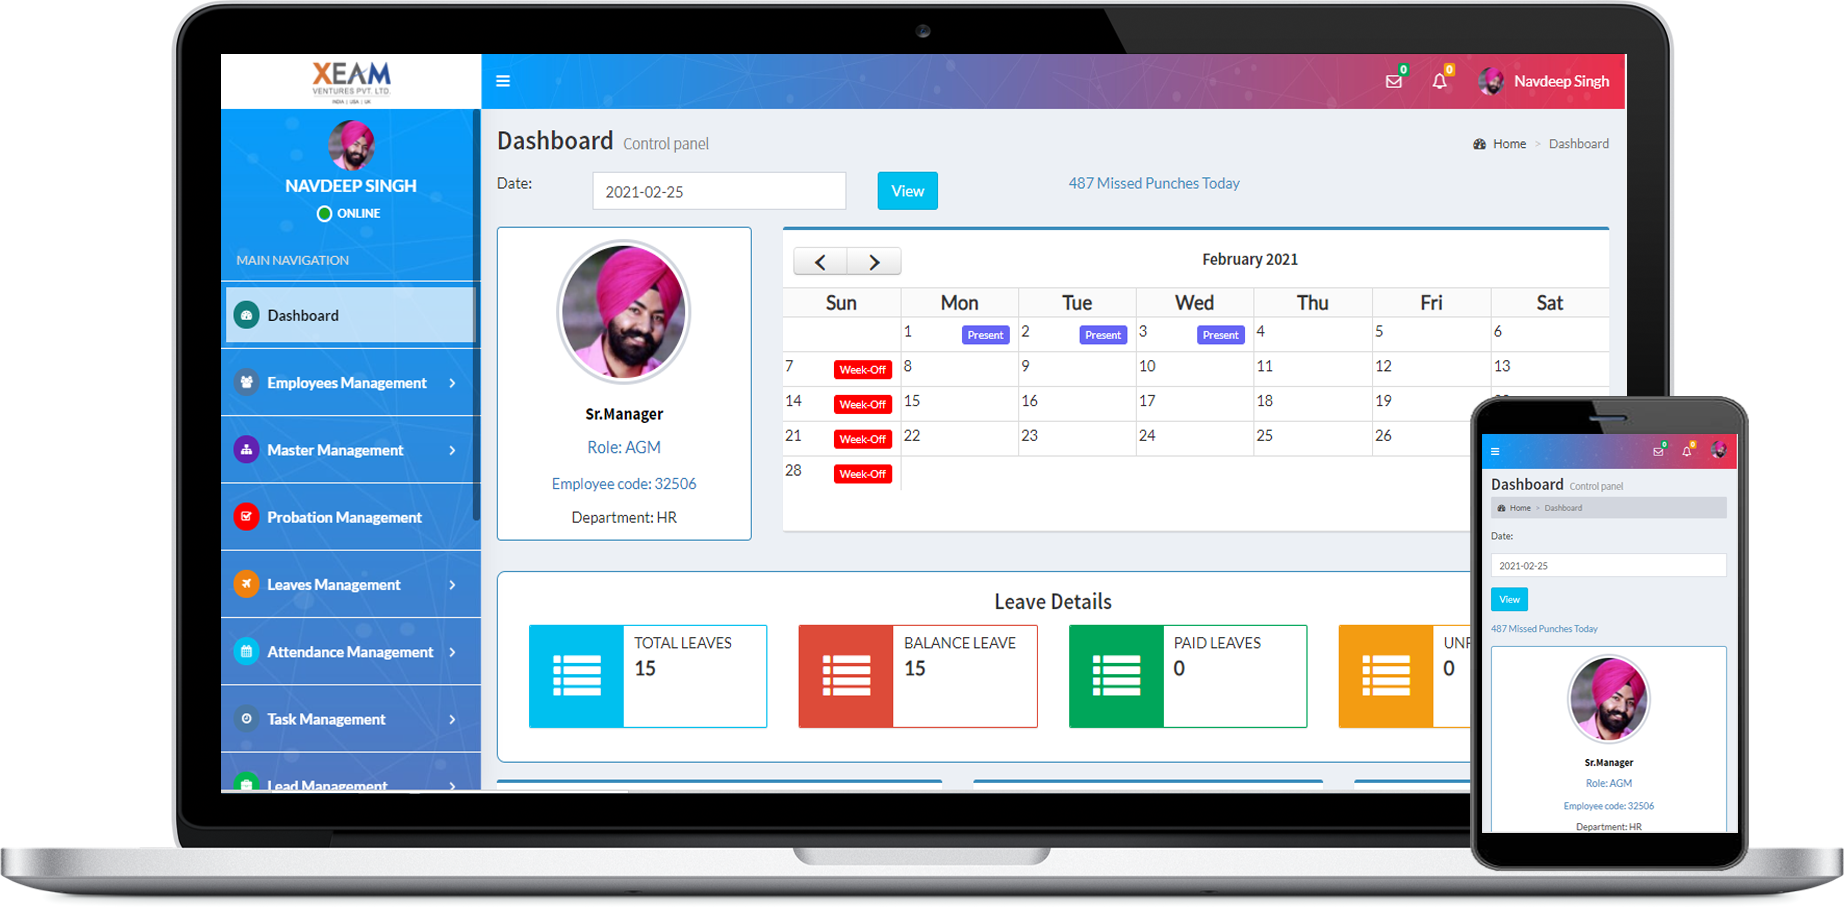 XEAM
VENTURES PVT. LTD.
INDIA | USA | UK
0
0
Navdeep Singh
NAVDEEP SINGH
ONLINE
MAIN NAVIGATION
Dashboard
Employees Management
Master Management
Probation Management
Leaves Management
Attendance Management
Task Management
Lead Management
Dashboard Control panel
Home > Dashboard
Date:
2021-02-25
View
487 Missed Punches Today
Sr.Manager
Role: AGM
Employee code: 32506
Department: HR
February 2021
Sun Mon Tue Wed Thu Fri Sat
1 Present 2 Present 3 Present 4 5 6
7 Week-Off 8 9 10 11 12 13
14 Week-Off 15 16 17 18 19
21 Week-Off 22 23 24 25 26
28 Week-Off
Leave Details
TOTAL LEAVES
15
BALANCE LEAVE
15
PAID LEAVES
0
0
0
0
Dashboard Control panel
Home > Dashboard
Date:
2021-02-25
View
487 Missed Punches Today
Sr.Manager
Role: AGM
Employee code: 32506
Department: HR